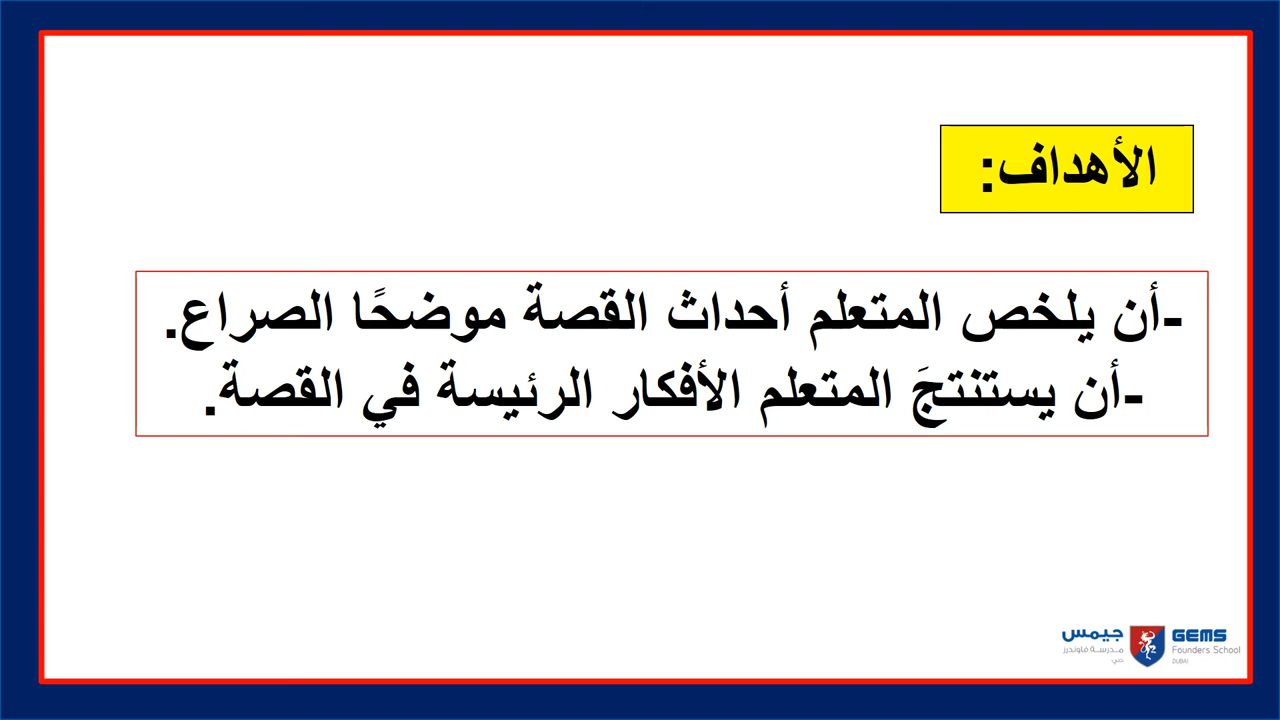 الأهداف:
-أن يلخص المتعلم أحداث القصة موضحًا الصراع.
-أن يستنتجَ المتعلم الأفكار الرئيسة في القصة.
جيمس
مدرسة فاوندرز
دبي
GEMS
Founders School
DUBAI